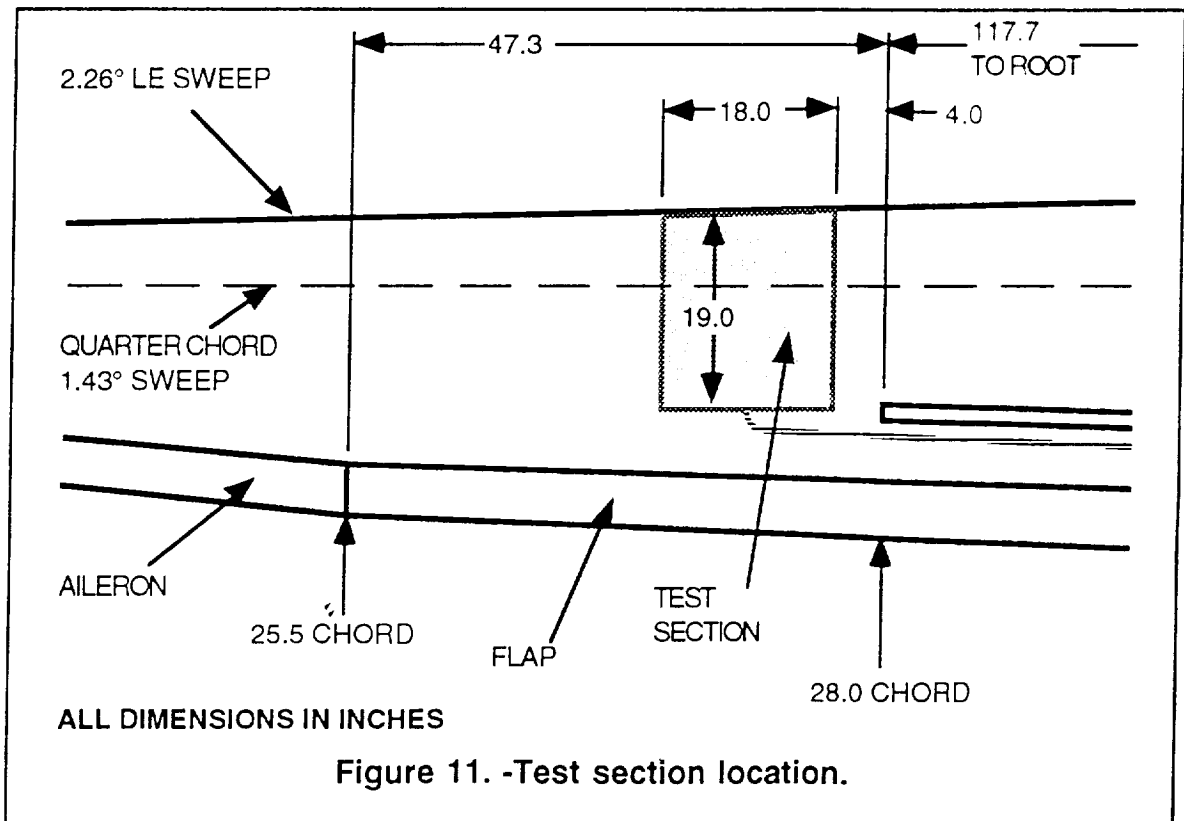 47.3
117.7
TO ROOT
2.26° LE SWEEP
18.0
4.0
19.0
QUARTER CHORD
1.43° SWEEP
AILERON
25.5 CHORD
FLAP
TEST
SECTION
28.0 CHORD
ALL DIMENSIONS IN INCHES
Figure 11. -Test section location.